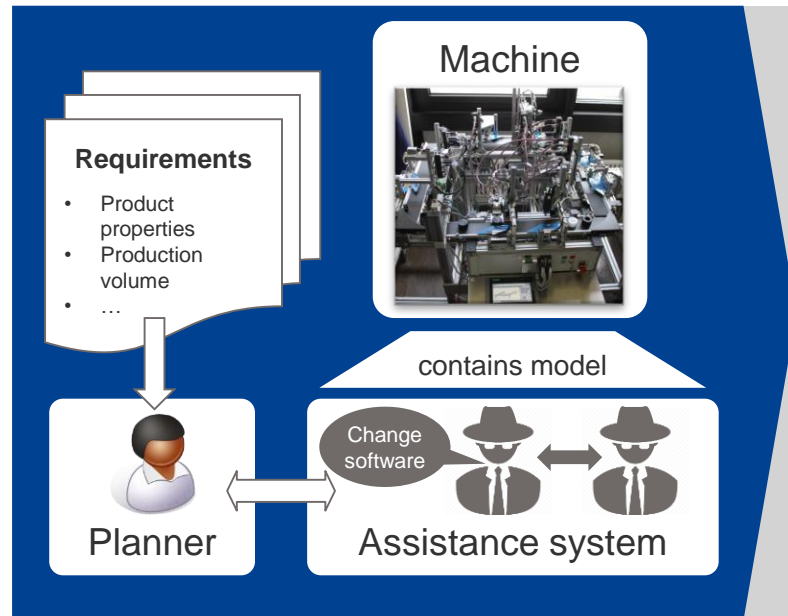 Machine
Requirements
• Product
properties
• Production
volume
• …
contains model
Change
software
Planner
Assistance system